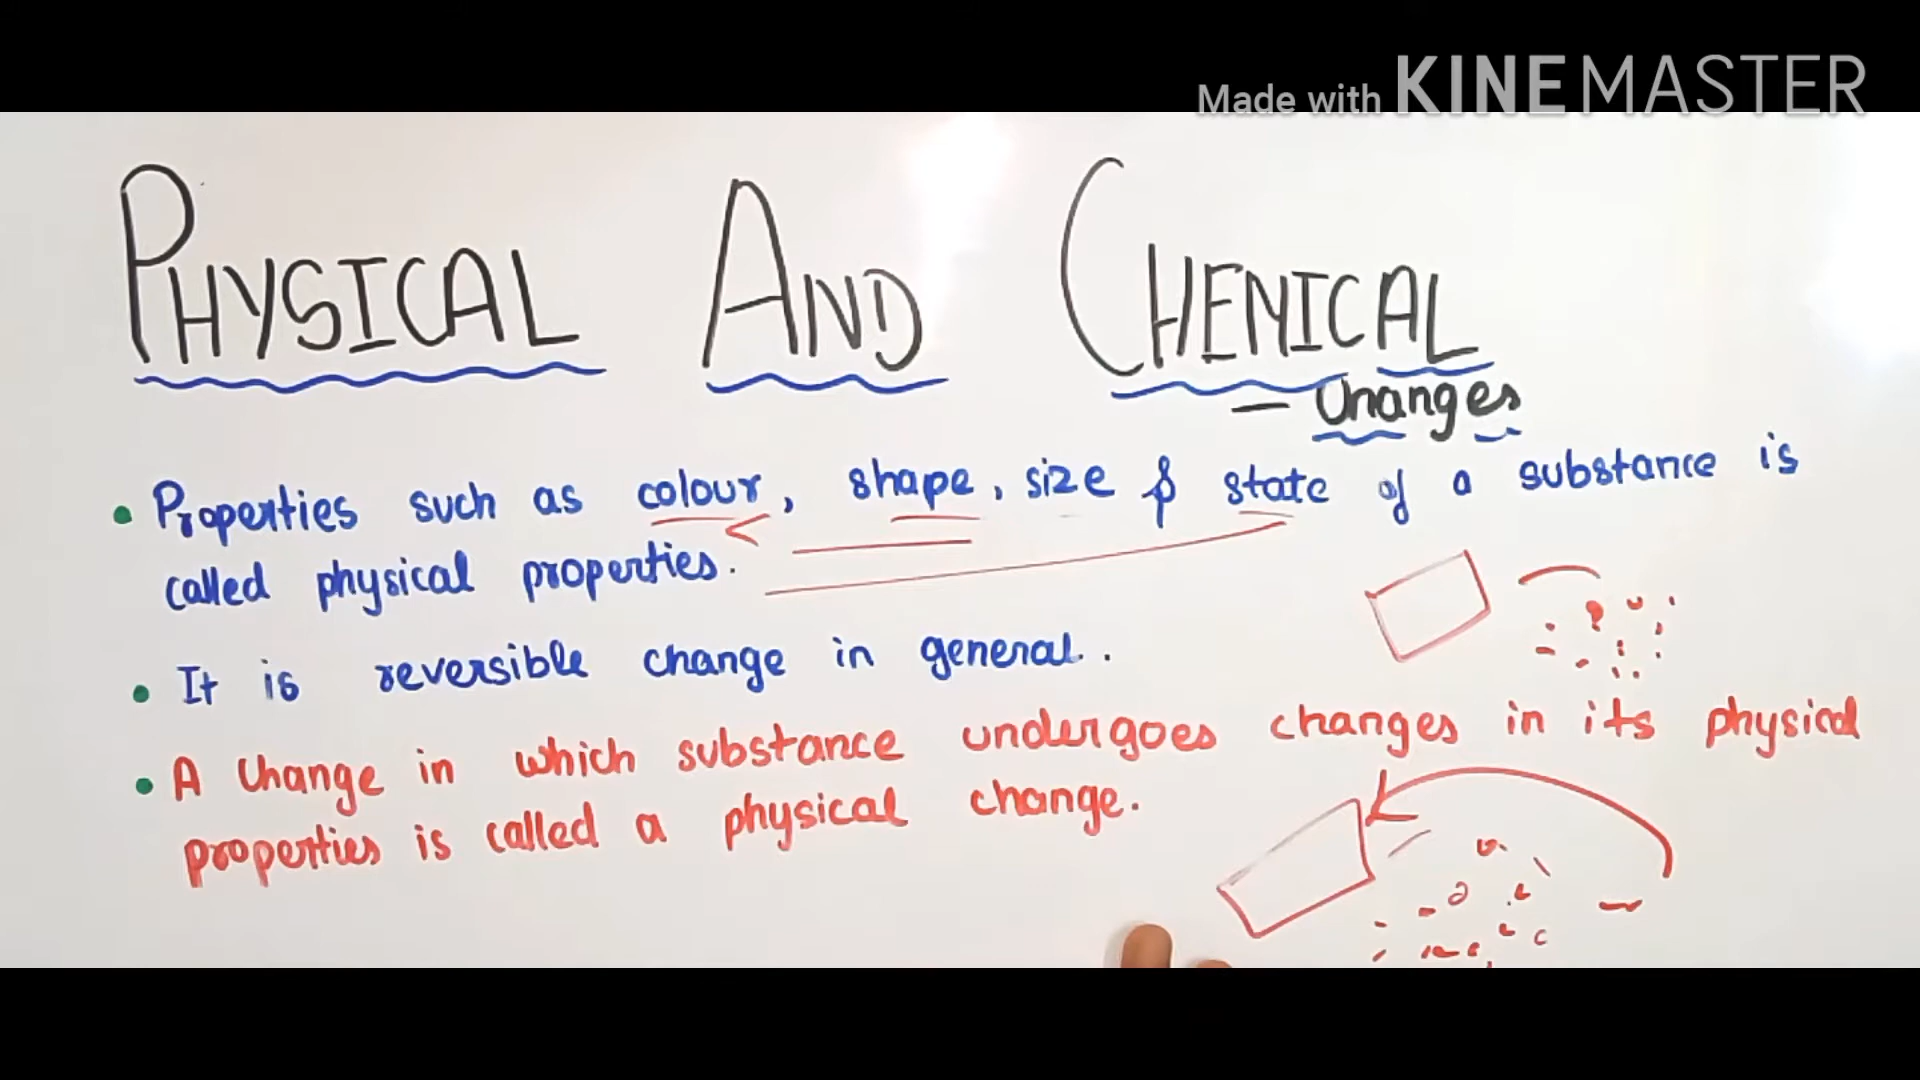 Made with KINEMASTER
PHYSICAL AND CHEMICAL
- Changes
• Properties such as colour, shape, size & state of a substance is
called physical properties.
• It is reversible change in general.
• A change in which substance undergoes changes in its physical
properties is called a physical change.